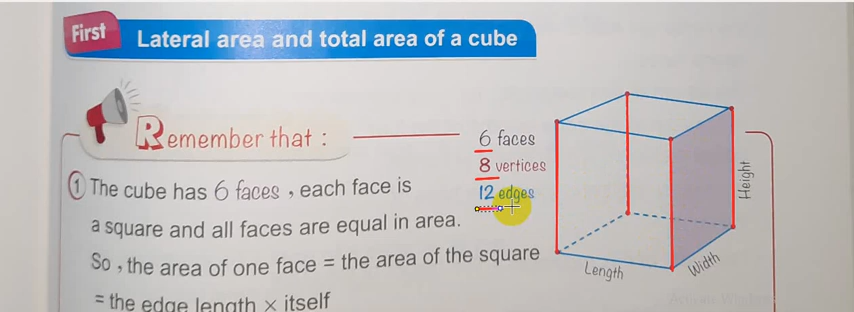 First
Lateral area and total area of a cube
Remember that :
6 faces
8 vertices
12 edges
① The cube has 6 faces , each face is
a square and all faces are equal in area.
So , the area of one face = the area of the square
= the edge length × itself
Length
Width
Height